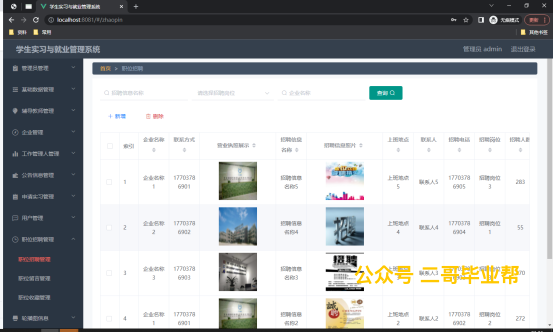 学生实习与就业管理系统
localhost:8081/#/zhaopin
无痕模式
更新
资料
常用
其他书签
学生实习与就业管理系统
管理员 admin
退出登录
管理员管理
基础数据管理
辅导教师管理
企业管理
工作管理人管理
公告信息管理
申请实习管理
用户管理
职位招聘管理
职位招聘管理
职位留言管理
职位收藏管理
轮播图信息
首页 > 职位招聘
招聘信息名称
请选择招聘岗位
企业名称
查询
+ 新增
删除
索引 企业名称 联系方式 营业执照展示 招聘信息名称 招聘信息照片 上班地点 联系人 招聘电话 招聘岗位 招聘人数
1 企业名称1 17703786901 招聘信息名称5 上班地点5 联系人5 17703786905 招聘岗位3 283
2 企业名称2 17703786902 招聘信息名称4 上班地点4 联系人4 17703786904 招聘岗位1 55
3 企业名称3 17703786903 招聘信息名称3 招聘
4 企业名称 1770378 招聘信息 诚聘 上班地点 联系人2 1770378 招聘岗位 272
公众号 二哥毕业帮